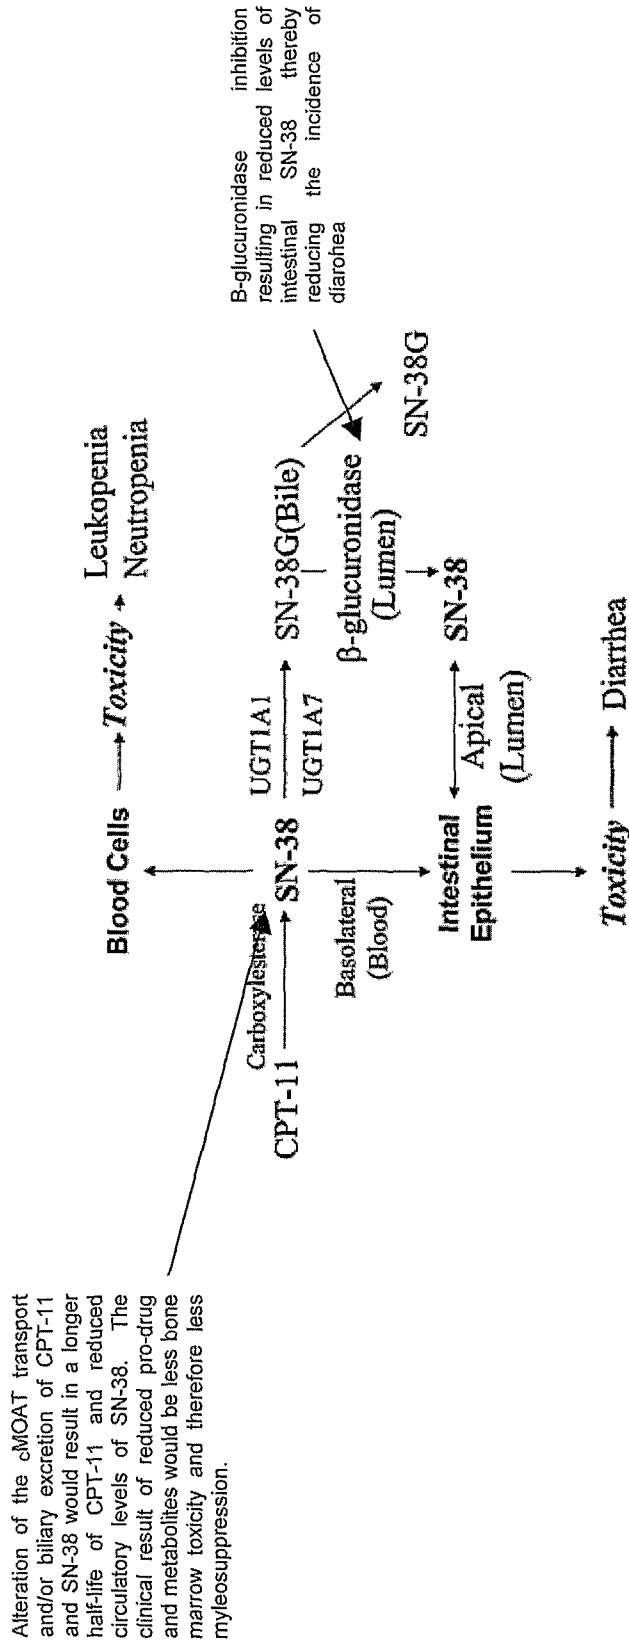 Alteration of the cMOAT transport
and/or biliary excretion of CPT-11
and SN-38 would result in a longer
half-life of CPT-11 and reduced
circulatory levels of SN-38. The
clinical result of reduced pro-drug
and metabolites would be less bone
marrow toxicity and therefore less
myleosuppression.
Blood Cells
Toxicity
Leukopenia
Neutropenia
CPT-11
Carboxylesterase
SN-38
UGT1A1
UGT1A7
SN-38G(Bile)
B-glucuronidase inhibition
resulting in reduced levels of
intestinal SN-38 thereby
reducing the incidence of
diarohea
Basolateral
(Blood)
β-glucuronidase
(Lumen)
SN-38G
Intestinal
Epithelium
Apical
(Lumen)
SN-38
Toxicity
Diarrhea